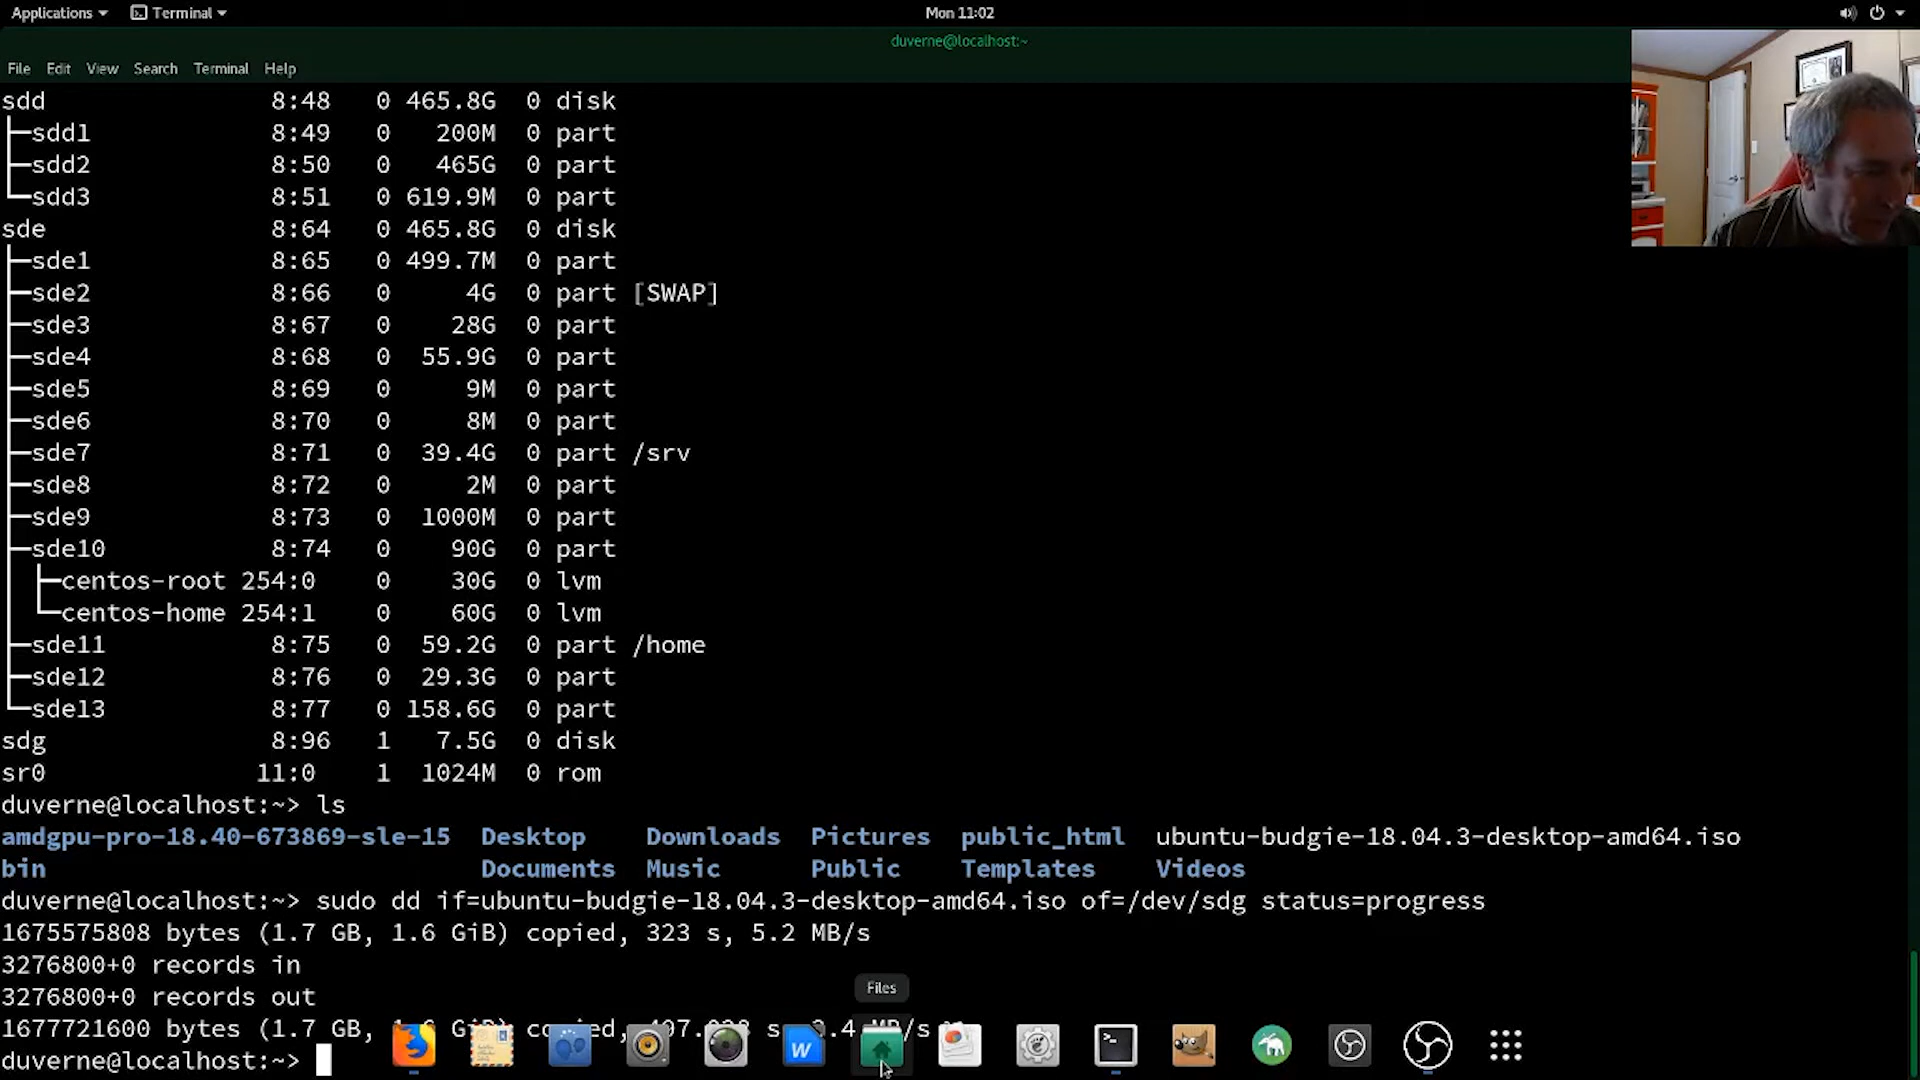 Applications Terminal Mon 11:02
duverne@localhost:~
File Edit View Search Terminal Help
sdd 8:48 0 465.8G 0 disk
├─sdd1 8:49 0 200M 0 part
├─sdd2 8:50 0 465G 0 part
└─sdd3 8:51 0 619.9M 0 part
sde 8:64 0 465.8G 0 disk
├─sde1 8:65 0 499.7M 0 part
├─sde2 8:66 0 4G 0 part [SWAP]
├─sde3 8:67 0 28G 0 part
├─sde4 8:68 0 55.9G 0 part
├─sde5 8:69 0 9M 0 part
├─sde6 8:70 0 8M 0 part
├─sde7 8:71 0 39.4G 0 part /srv
├─sde8 8:72 0 2M 0 part
├─sde9 8:73 0 1000M 0 part
├─sde10 8:74 0 90G 0 part
│ ├─centos-root 254:0 0 30G 0 lvm
│ └─centos-home 254:1 0 60G 0 lvm
├─sde11 8:75 0 59.2G 0 part /home
├─sde12 8:76 0 29.3G 0 part
└─sde13 8:77 0 158.6G 0 part
sdg 8:96 1 7.5G 0 disk
sr0 11:0 1 1024M 0 rom
duverne@localhost:~> ls
amdgpu-pro-18.40-673869-sle-15 Desktop Downloads Pictures public_html ubuntu-budgie-18.04.3-desktop-amd64.iso
bin Documents Music Public Templates Videos
duverne@localhost:~> sudo dd if=ubuntu-budgie-18.04.3-desktop-amd64.iso of=/dev/sdg status=progress
1675575808 bytes (1.7 GB, 1.6 GiB) copied, 323 s, 5.2 MB/s
3276800+0 records in
3276800+0 records out
Files
1677721600 bytes (1.7 GB, GiB) copied, s, MB/s
duverne@localhost:~>